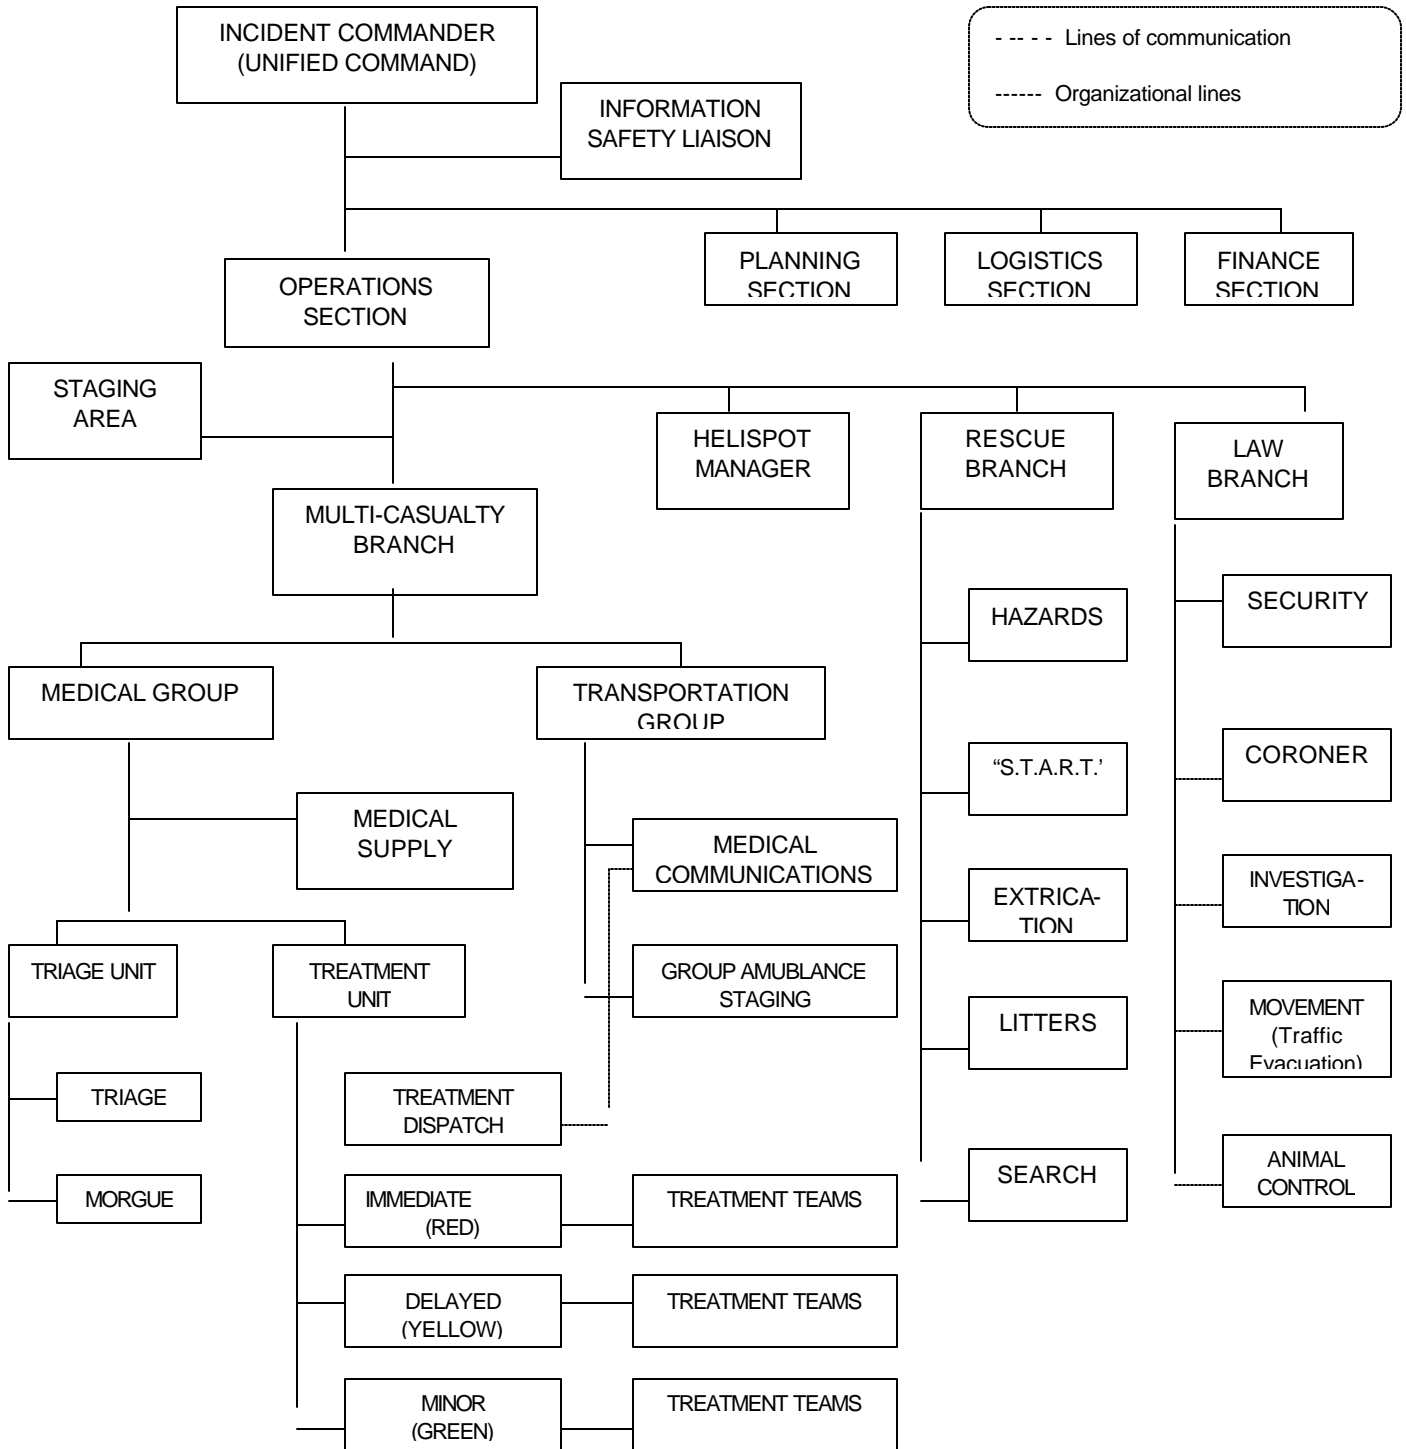 INCIDENT COMMANDER
(UNIFIED COMMAND)
- -- - - Lines of communication
------ Organizational lines
INFORMATION
SAFETY LIAISON
OPERATIONS
SECTION
PLANNING
SECTION
LOGISTICS
SECTION
FINANCE
SECTION
STAGING
AREA
HELISPOT
MANAGER
RESCUE
BRANCH
LAW
BRANCH
MULTI-CASUALTY
BRANCH
HAZARDS
SECURITY
MEDICAL GROUP
TRANSPORTATION
GROUP
“S.T.A.R.T.’
CORONER
MEDICAL
SUPPLY
MEDICAL
COMMUNICATIONS
EXTRICA-
TION
INVESTIGA-
TION
TRIAGE UNIT
TREATMENT
UNIT
GROUP AMUBLANCE
STAGING
LITTERS
MOVEMENT
(Traffic
Evacuation)
TRIAGE
TREATMENT
DISPATCH
MORGUE
IMMEDIATE
(RED)
TREATMENT TEAMS
SEARCH
ANIMAL
CONTROL
DELAYED
(YELLOW)
TREATMENT TEAMS
MINOR
(GREEN)
TREATMENT TEAMS